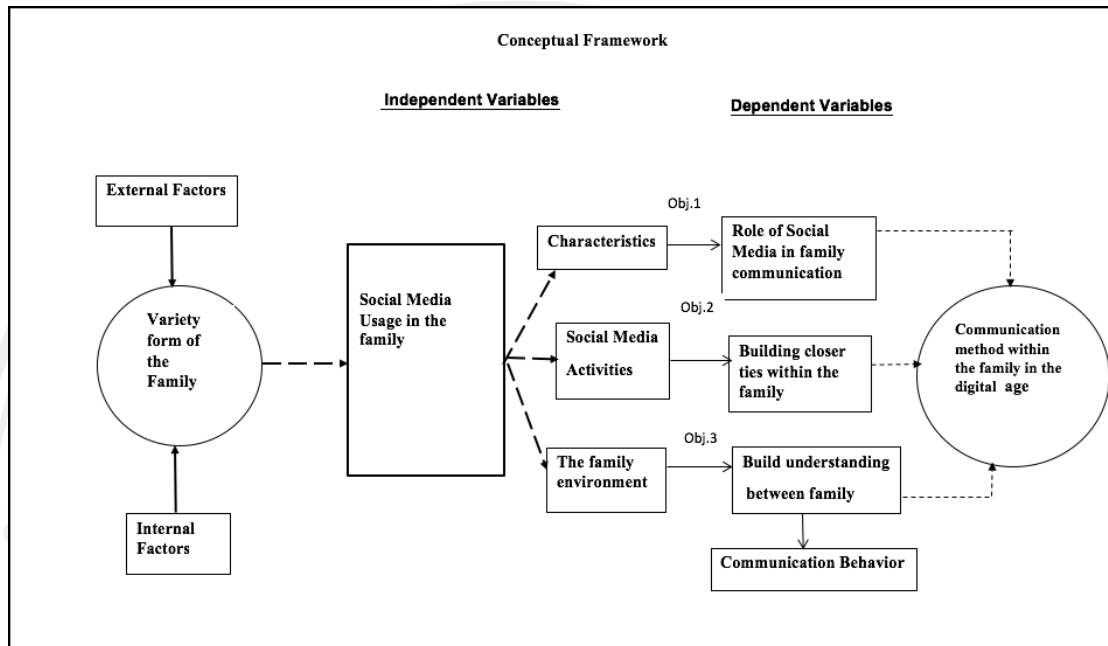 Conceptual Framework
Independent Variables
Dependent Variables
External Factors
Variety
form of
the
Family
Internal
Factors
Social Media
Usage in the
family
Characteristics
Obj.1
Role of Social
Media in family
communication
Social Media
Activities
Obj.2
Building closer
ties within the
family
The family
environment
Obj.3
Build understanding
between family
Communication Behavior
Communication
method within
the family in the
digital age